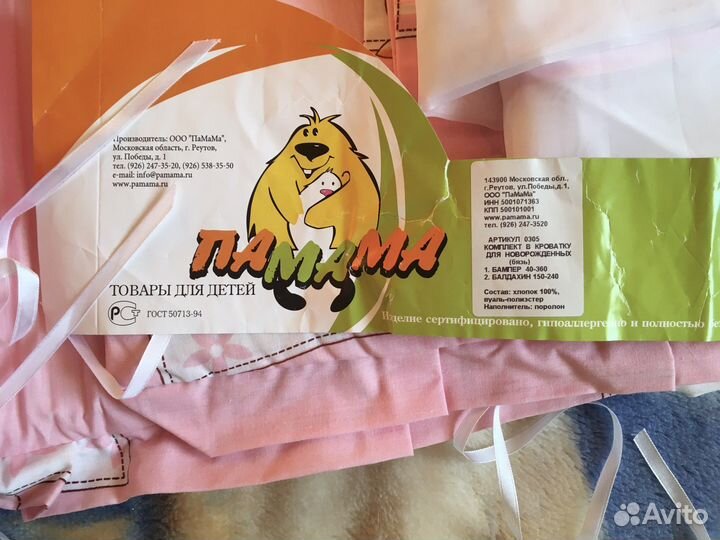 Производитель: ООО "ПаМаМа",
Московская область, г. Реутов,
ул. Победы, д. 1
тел. (926) 247-35-20, (926) 538-35-50
e-mail: info@pamama.ru
www.pamama.ru
ПАМАМА
ТОВАРЫ ДЛЯ ДЕТЕЙ
РСТ ГОСТ 50713-94
143900 Московская обл.,
г.Реутов, ул.Победы,д.1,
ООО "ПаМаМа"
ИНН 5001071363
КПП 500101001
www.pamama.ru
тел. (926) 247-3520
АРТИКУЛ 0305
КОМПЛЕКТ В КРОВАТКУ
ДЛЯ НОВОРОЖДЕННЫХ
(бязь)
1. БАМПЕР 40-360
2. БАЛДАХИН 150-240
Состав: хлопок 100%,
вуаль-полиэстер
Наполнитель: поролон
Изделие сертифицировано, гипоаллергенно и полностью бе
Avito